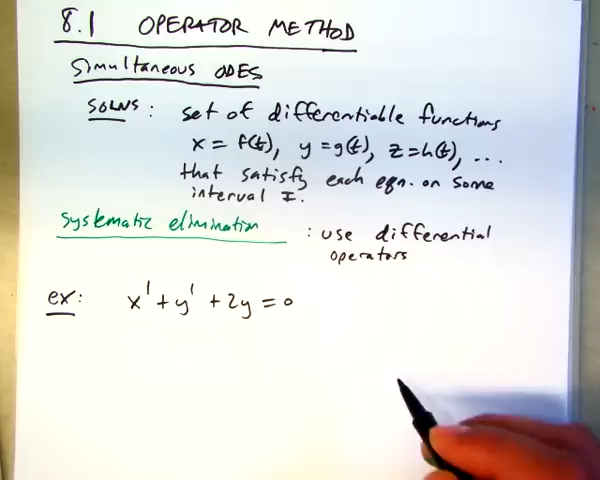 8.1 OPERATOR METHOD
Simultaneous ODES
SOLNS: set of differentiable functions
x = f(t), y = g(t), z = h(t), ...
that satisfy each eqn. on some
interval I.
Systematic elimination : use differential
operators
ex: x' + y' + 2y = 0